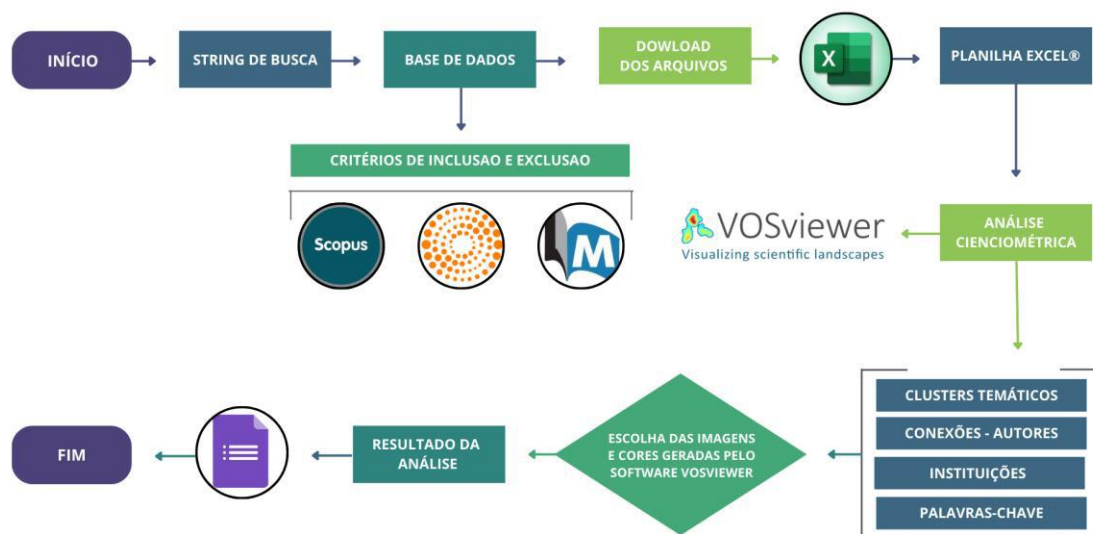 INÍCIO
STRING DE BUSCA
BASE DE DADOS
DOWLOAD
DOS ARQUIVOS
X
PLANILHA EXCEL®
CRITÉRIOS DE INCLUSAO E EXCLUSAO
Scopus
M
VOSviewer
Visualizing scientific landscapes
ANÁLISE
CIENCIOMÉTRICA
CLUSTERS TEMÁTICOS
CONEXÕES - AUTORES
INSTITUIÇÕES
PALAVRAS-CHAVE
ESCOLHA DAS IMAGENS
E CORES GERADAS PELO
SOFTWARE VOSVIEWER
RESULTADO DA
ANÁLISE
FIM